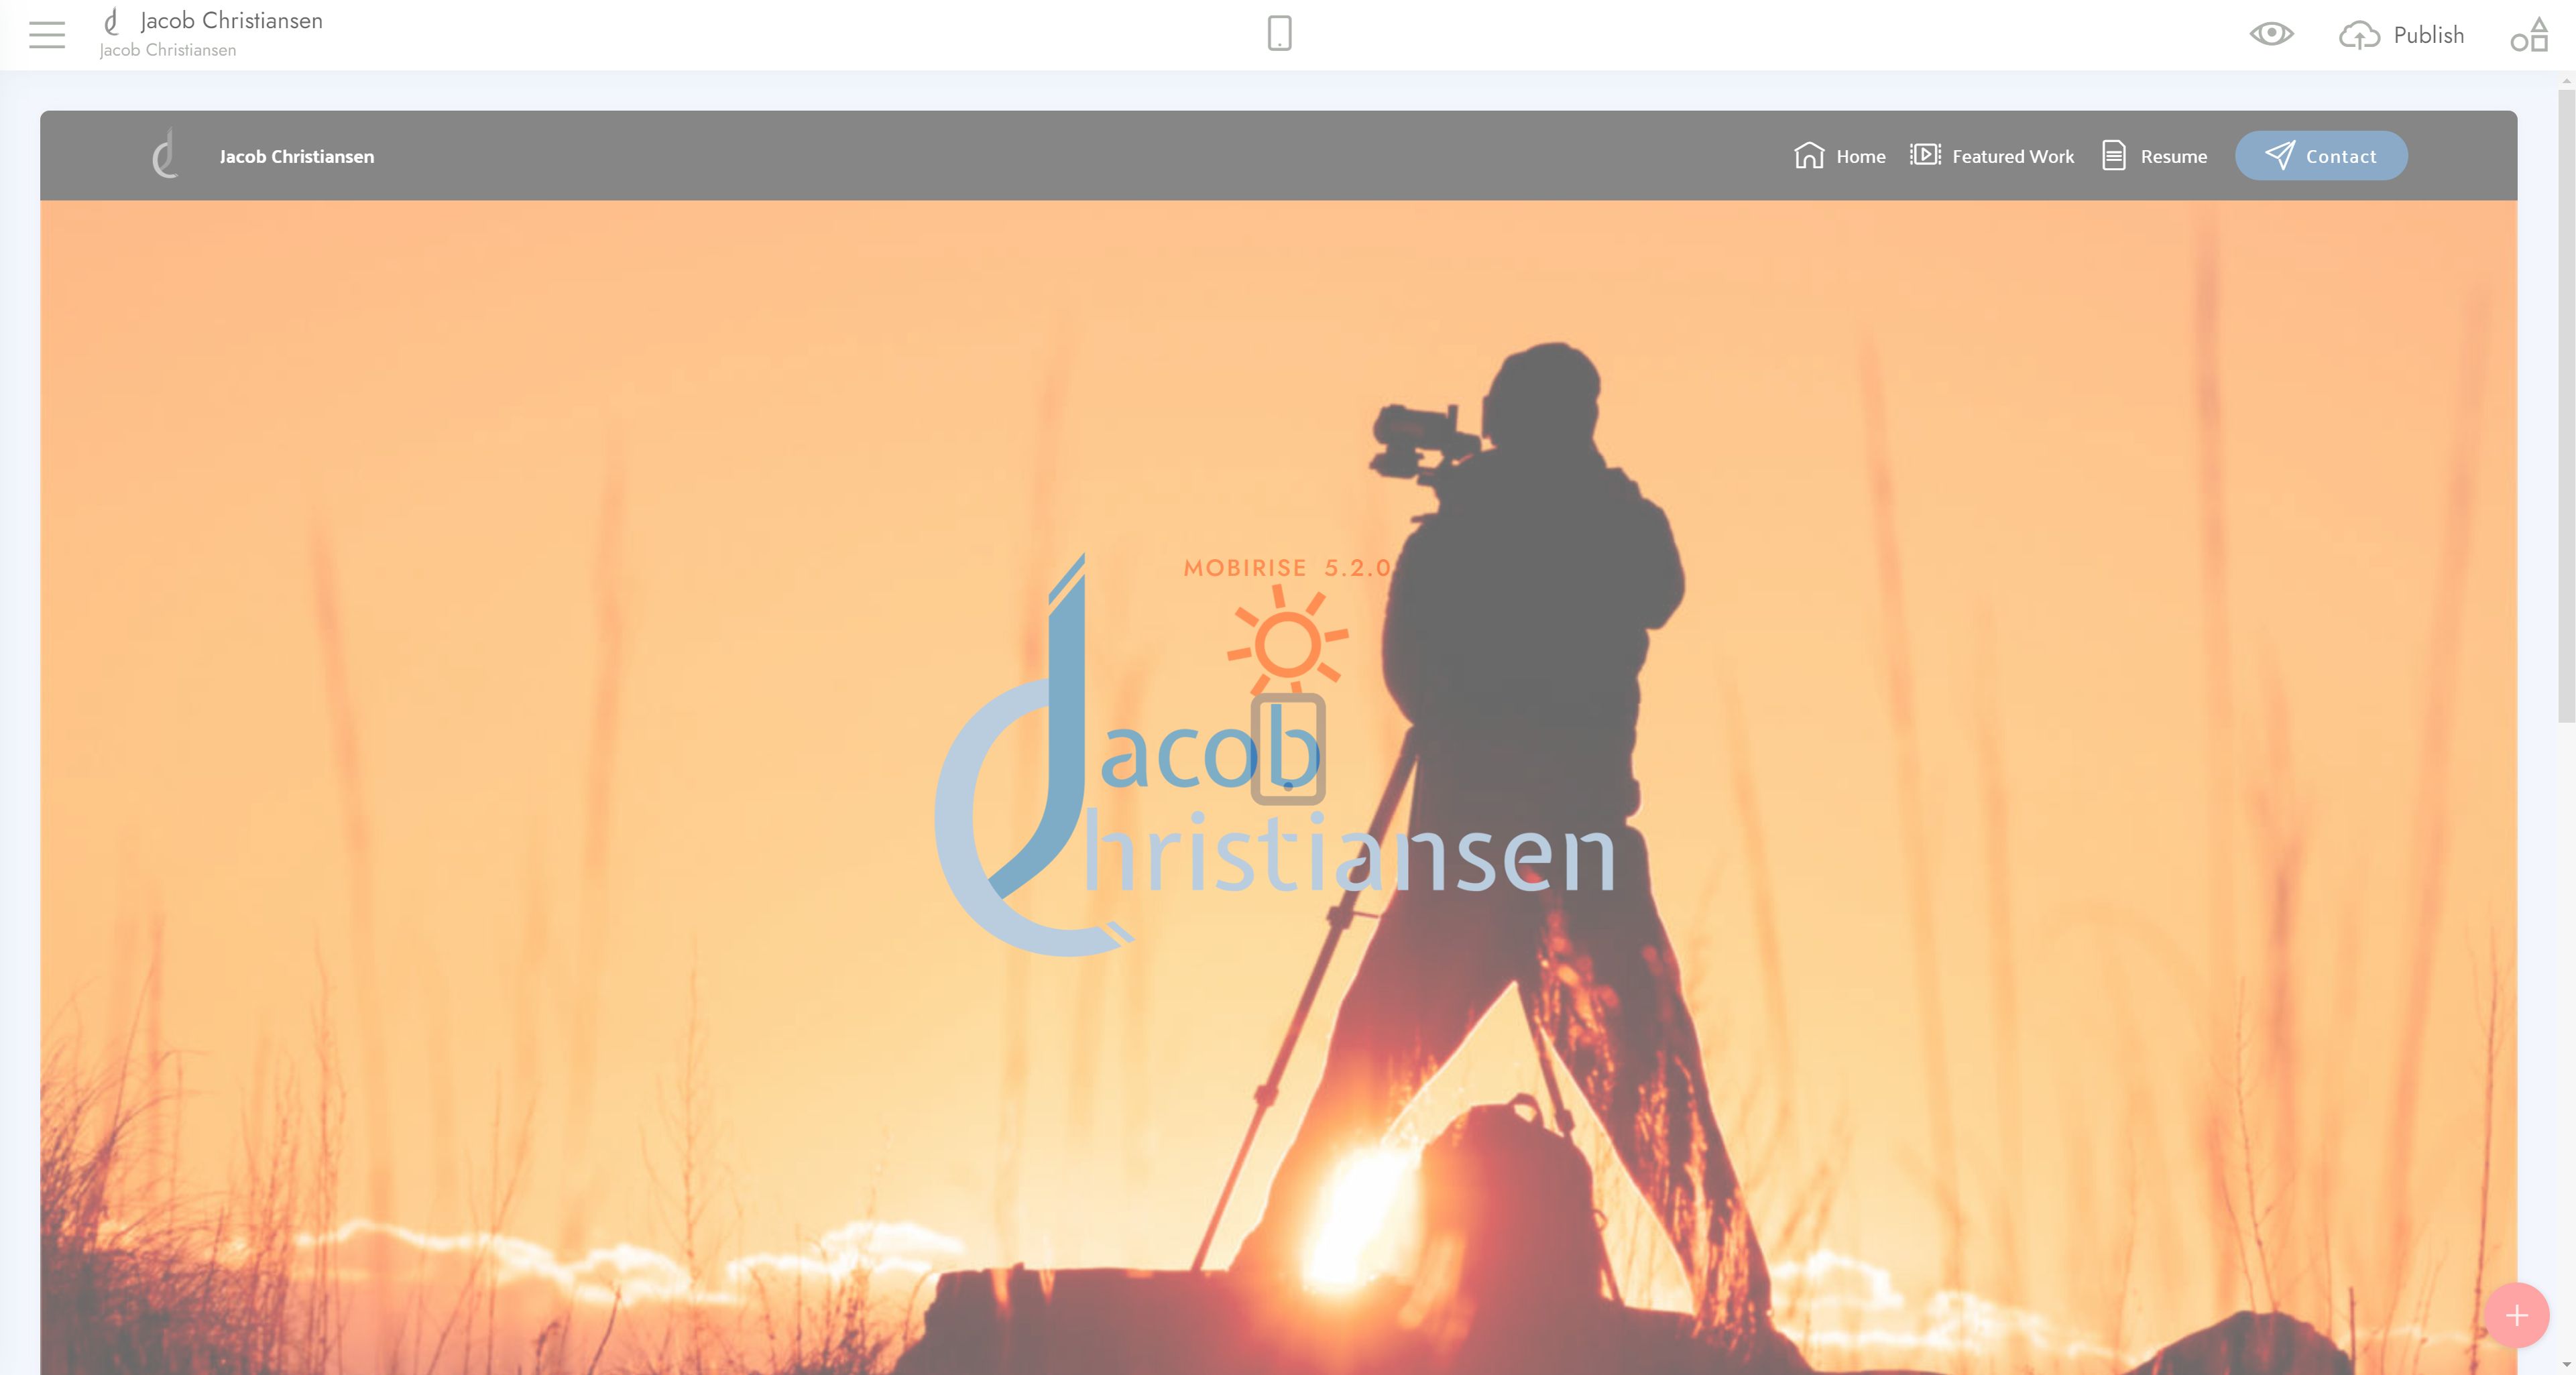 Jacob Christiansen
Jacob Christiansen
Publish
Jacob Christiansen
Home
Featured Work
Resume
Contact
MOBIRISE 5.2.0
Jacob
Christiansen